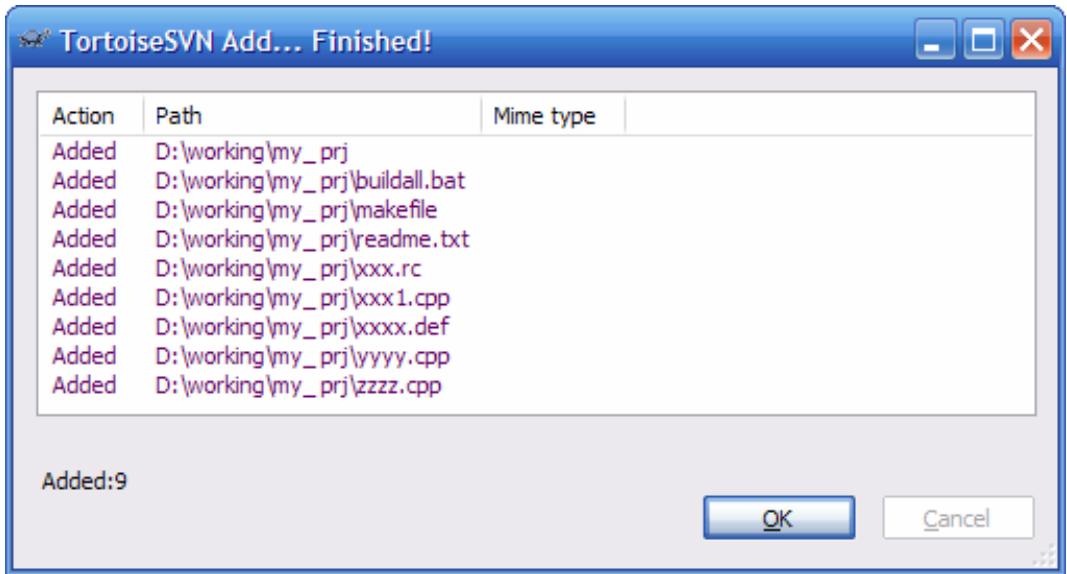 TortoiseSVN Add... Finished!
Action Path Mime type
Added D:\working\my_prj
Added D:\working\my_prj\buildall.bat
Added D:\working\my_prj\makefile
Added D:\working\my_prj\readme.txt
Added D:\working\my_prj\xxx.rc
Added D:\working\my_prj\xxx1.cpp
Added D:\working\my_prj\xxxx.def
Added D:\working\my_prj\yyyy.cpp
Added D:\working\my_prj\zzzz.cpp
Added:9
OK Cancel